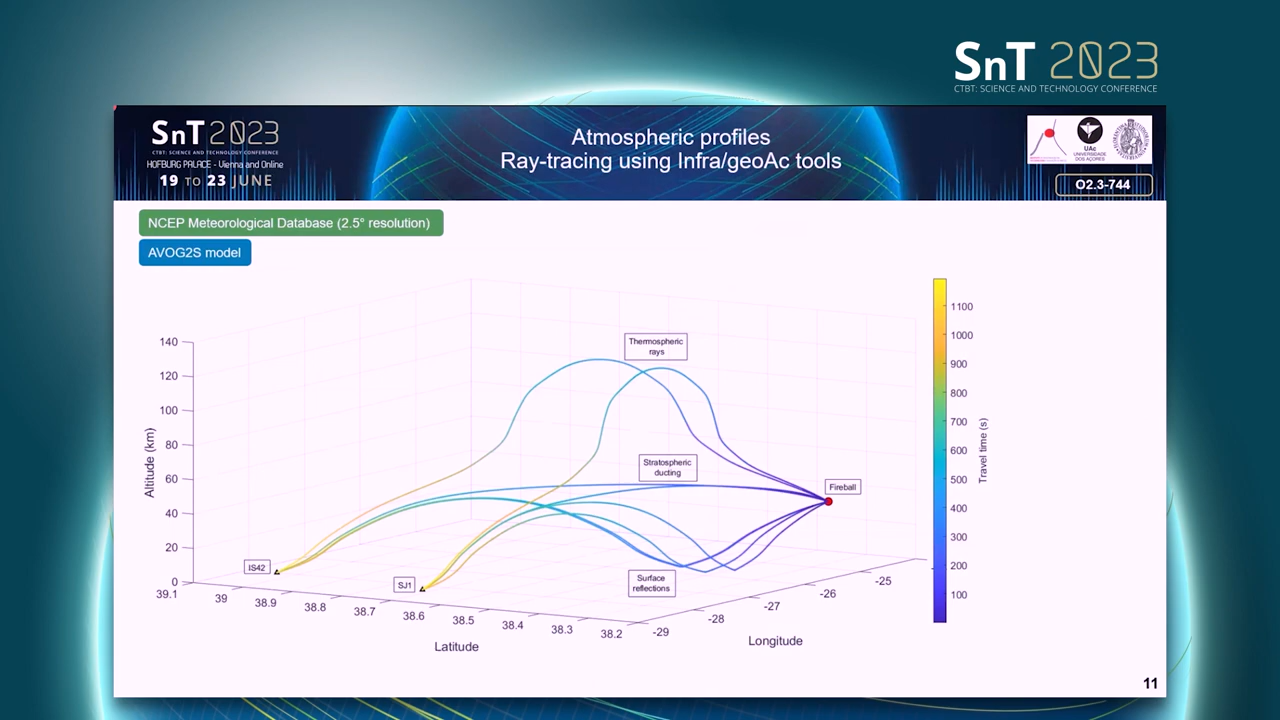 SnT 2023
CTBT: SCIENCE AND TECHNOLOGY CONFERENCE
SnT 2023
CTBT: SCIENCE AND TECHNOLOGY CONFERENCE
HOFBURG PALACE - Vienna and Online
19 TO 23 JUNE
Atmospheric profiles
Ray-tracing using Infra/geoAc tools
UAc
UNIVERSIDADE
DOS AÇORES
O2.3-744
NCEP Meteorological Database (2.5° resolution)
AVOG2S model
Altitude (km)
140
120
100
80
60
40
20
0
Thermospheric
rays
Stratospheric
ducting
Fireball
IS42
SJ1
Surface
reflections
39.1
39
38.9
38.8
38.7
38.6
38.5
38.4
38.3
38.2
Latitude
-29
-28
-27
-26
-25
Longitude
1100
1000
900
800
700
600
500
400
300
200
100
Travel time (s)
11